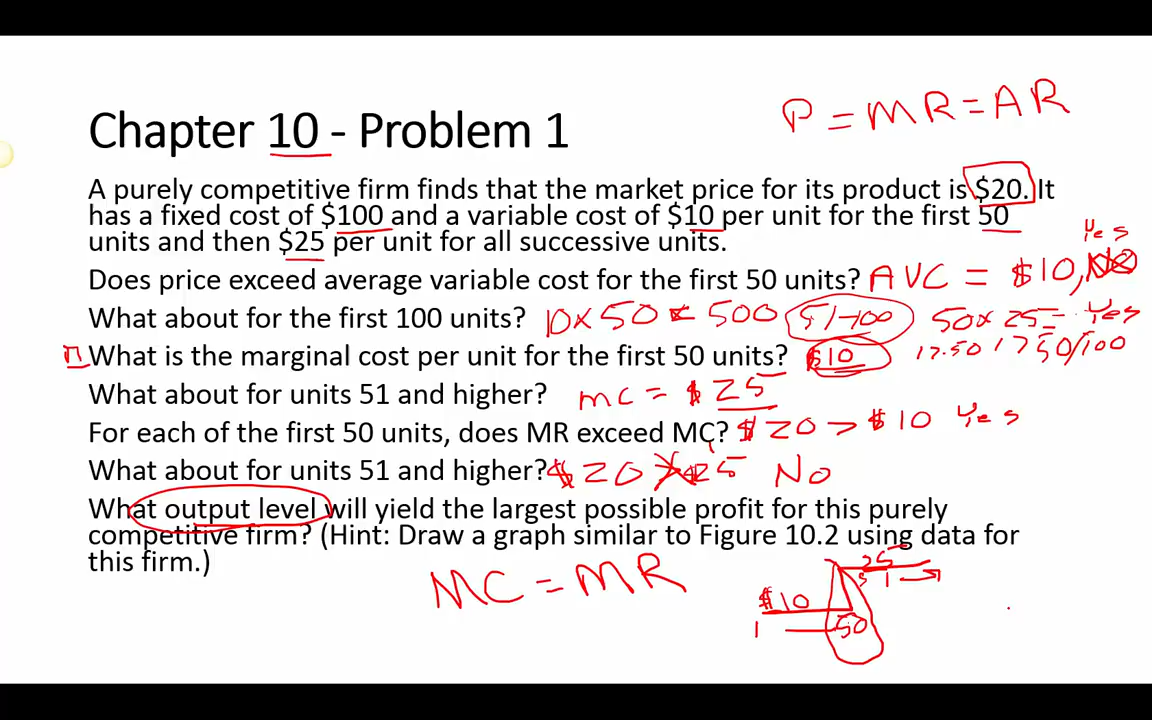 P = MR = AR
Chapter 10 - Problem 1
A purely competitive firm finds that the market price for its product is $20. It
has a fixed cost of $100 and a variable cost of $10 per unit for the first 50
units and then $25 per unit for all successive units.
Yes
Does price exceed average variable cost for the first 50 units? AVC = $10,
What about for the first 100 units? 10 x 50 = 500 51-100 50 x 25 = Yes
What is the marginal cost per unit for the first 50 units? $10 17.50 1750/100
What about for units 51 and higher? MC = $25
For each of the first 50 units, does MR exceed MC? $20 > $10 Yes
What about for units 51 and higher? $20 > $25 No
What output level will yield the largest possible profit for this purely
competitive firm? (Hint: Draw a graph similar to Figure 10.2 using data for
this firm.)
MC = MR
25
51
$10
1 50